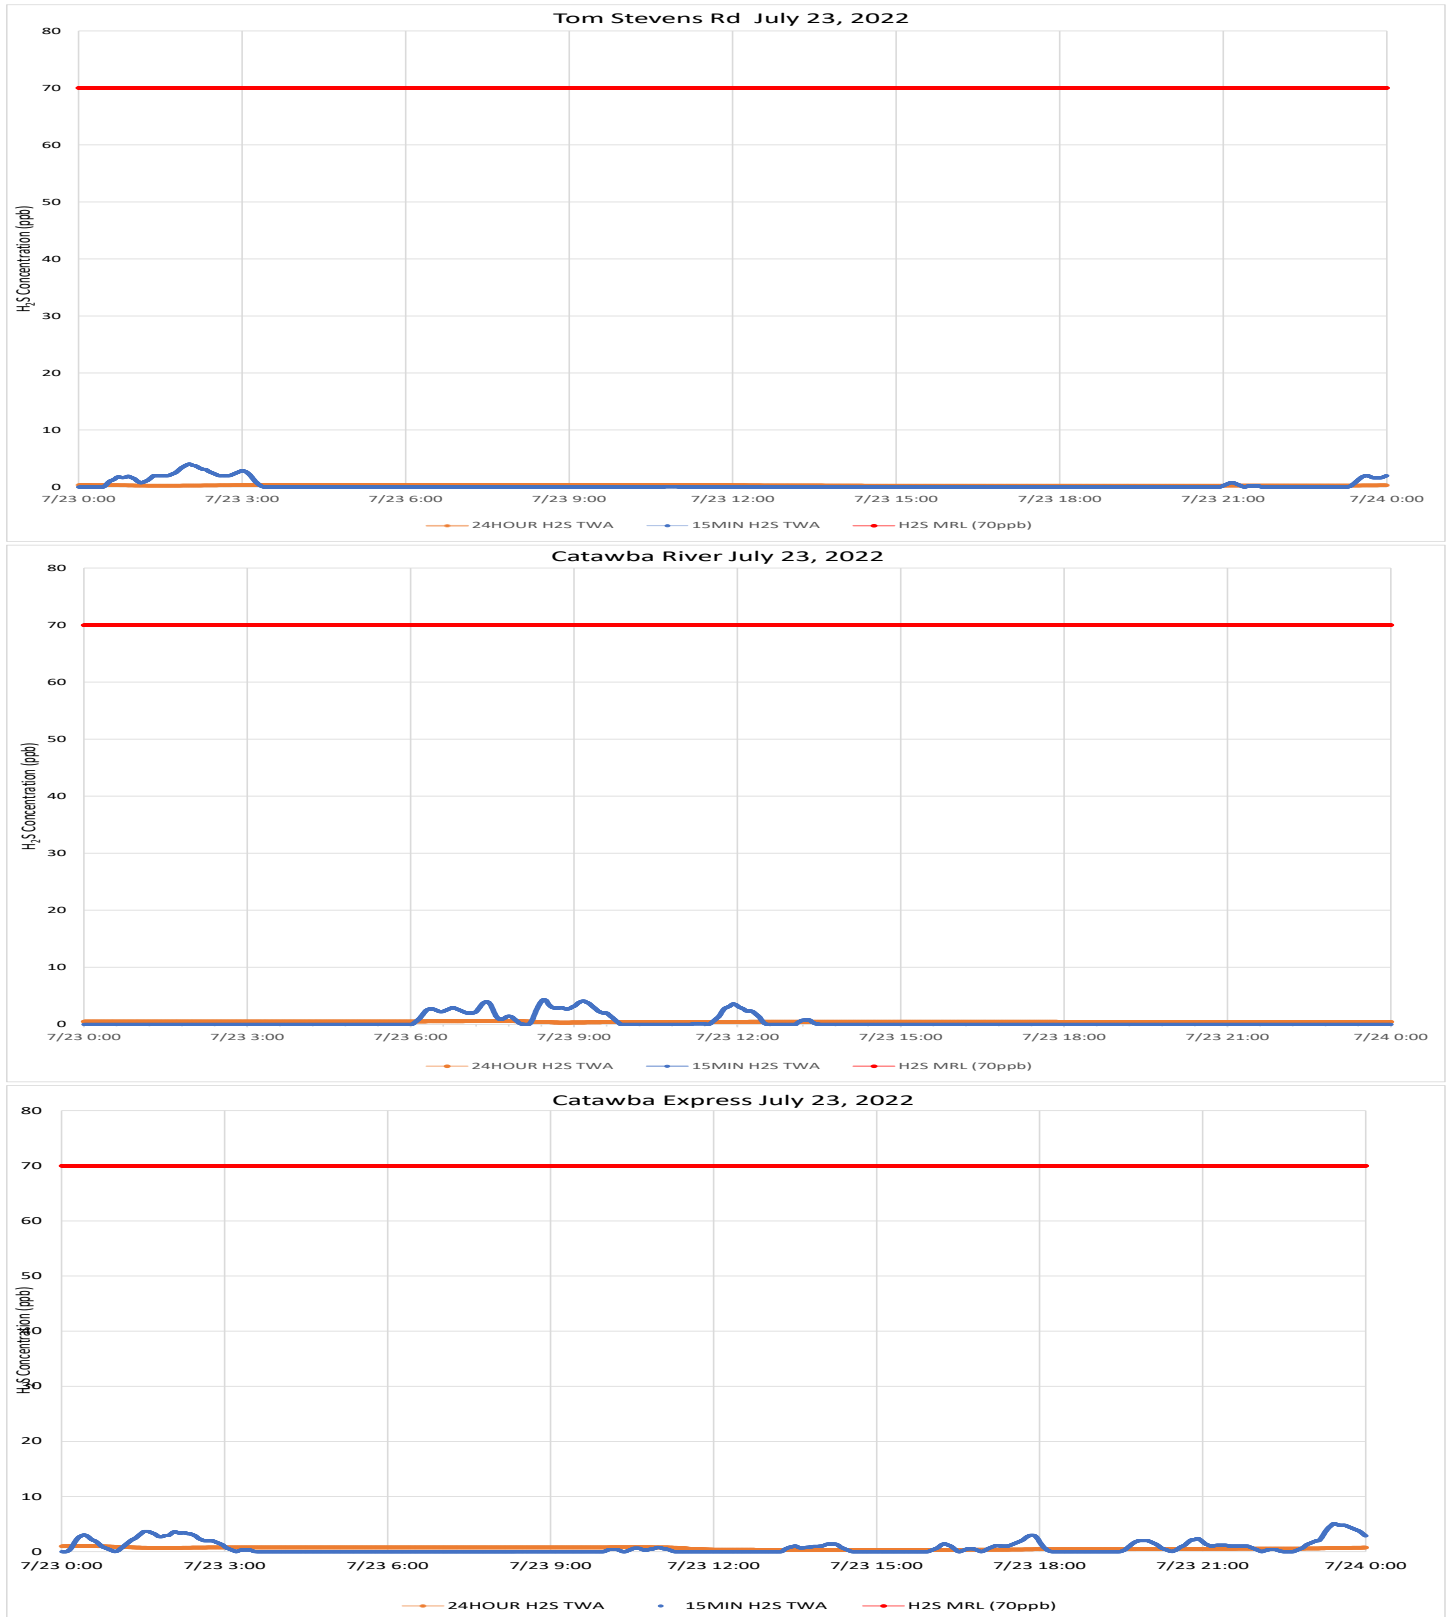 Tom Stevens Rd  July 23, 2022
80
70
60
50
40
30
20
10
0
H₂S Concentration (ppb)
7/23 0:00 7/23 3:00 7/23 6:00 7/23 9:00 7/23 12:00 7/23 15:00 7/23 18:00 7/23 21:00 7/24 0:00
24HOUR H2S TWA 15MIN H2S TWA H2S MRL (70ppb)
Catawba River July 23, 2022
80
70
60
50
40
30
20
10
0
H₂S Concentration (ppb)
7/23 0:00 7/23 3:00 7/23 6:00 7/23 9:00 7/23 12:00 7/23 15:00 7/23 18:00 7/23 21:00 7/24 0:00
24HOUR H2S TWA 15MIN H2S TWA H2S MRL (70ppb)
Catawba Express July 23, 2022
80
70
60
50
40
30
20
10
0
H₂S Concentration (ppb)
7/23 0:00 7/23 3:00 7/23 6:00 7/23 9:00 7/23 12:00 7/23 15:00 7/23 18:00 7/23 21:00 7/24 0:00
24HOUR H2S TWA 15MIN H2S TWA H2S MRL (70ppb)